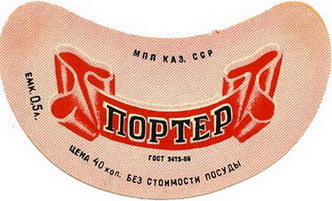 МПП КАЗ. ССР
ЕМК. 0,5 л.
ПОРТЕР
ГОСТ 3473-69
ЦЕНА 40 коп. БЕЗ СТОИМОСТИ ПОСУДЫ